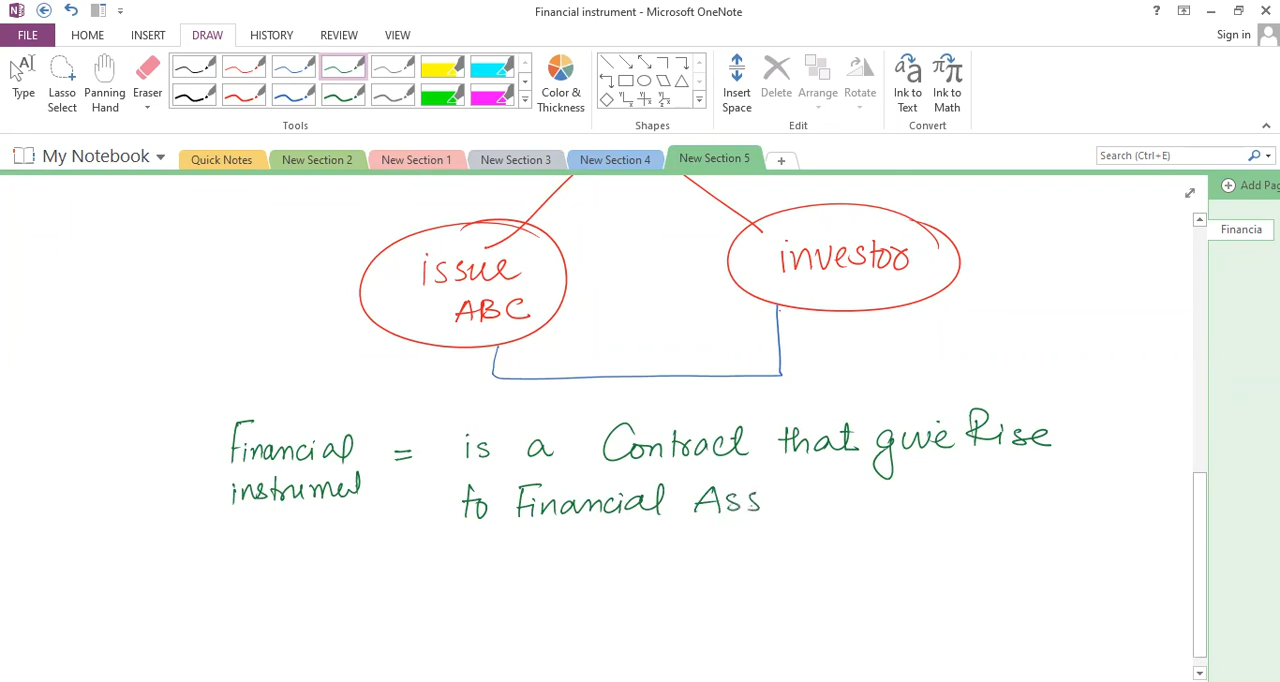 Financial instrument - Microsoft OneNote
?
FILE HOME INSERT DRAW HISTORY REVIEW VIEW
Sign in
Type
Lasso Select
Panning Hand
Eraser
Color & Thickness
Insert Space
Delete
Arrange
Rotate
Ink to Text
Ink to Math
Tools
Shapes
Edit
Convert
My Notebook
Quick Notes New Section 2 New Section 1 New Section 3 New Section 4 New Section 5
Search (Ctrl+E)
Add Pag
Financia
issue
ABC
investor
Financial = is a Contract that give Rise
instrument to Financial Ass